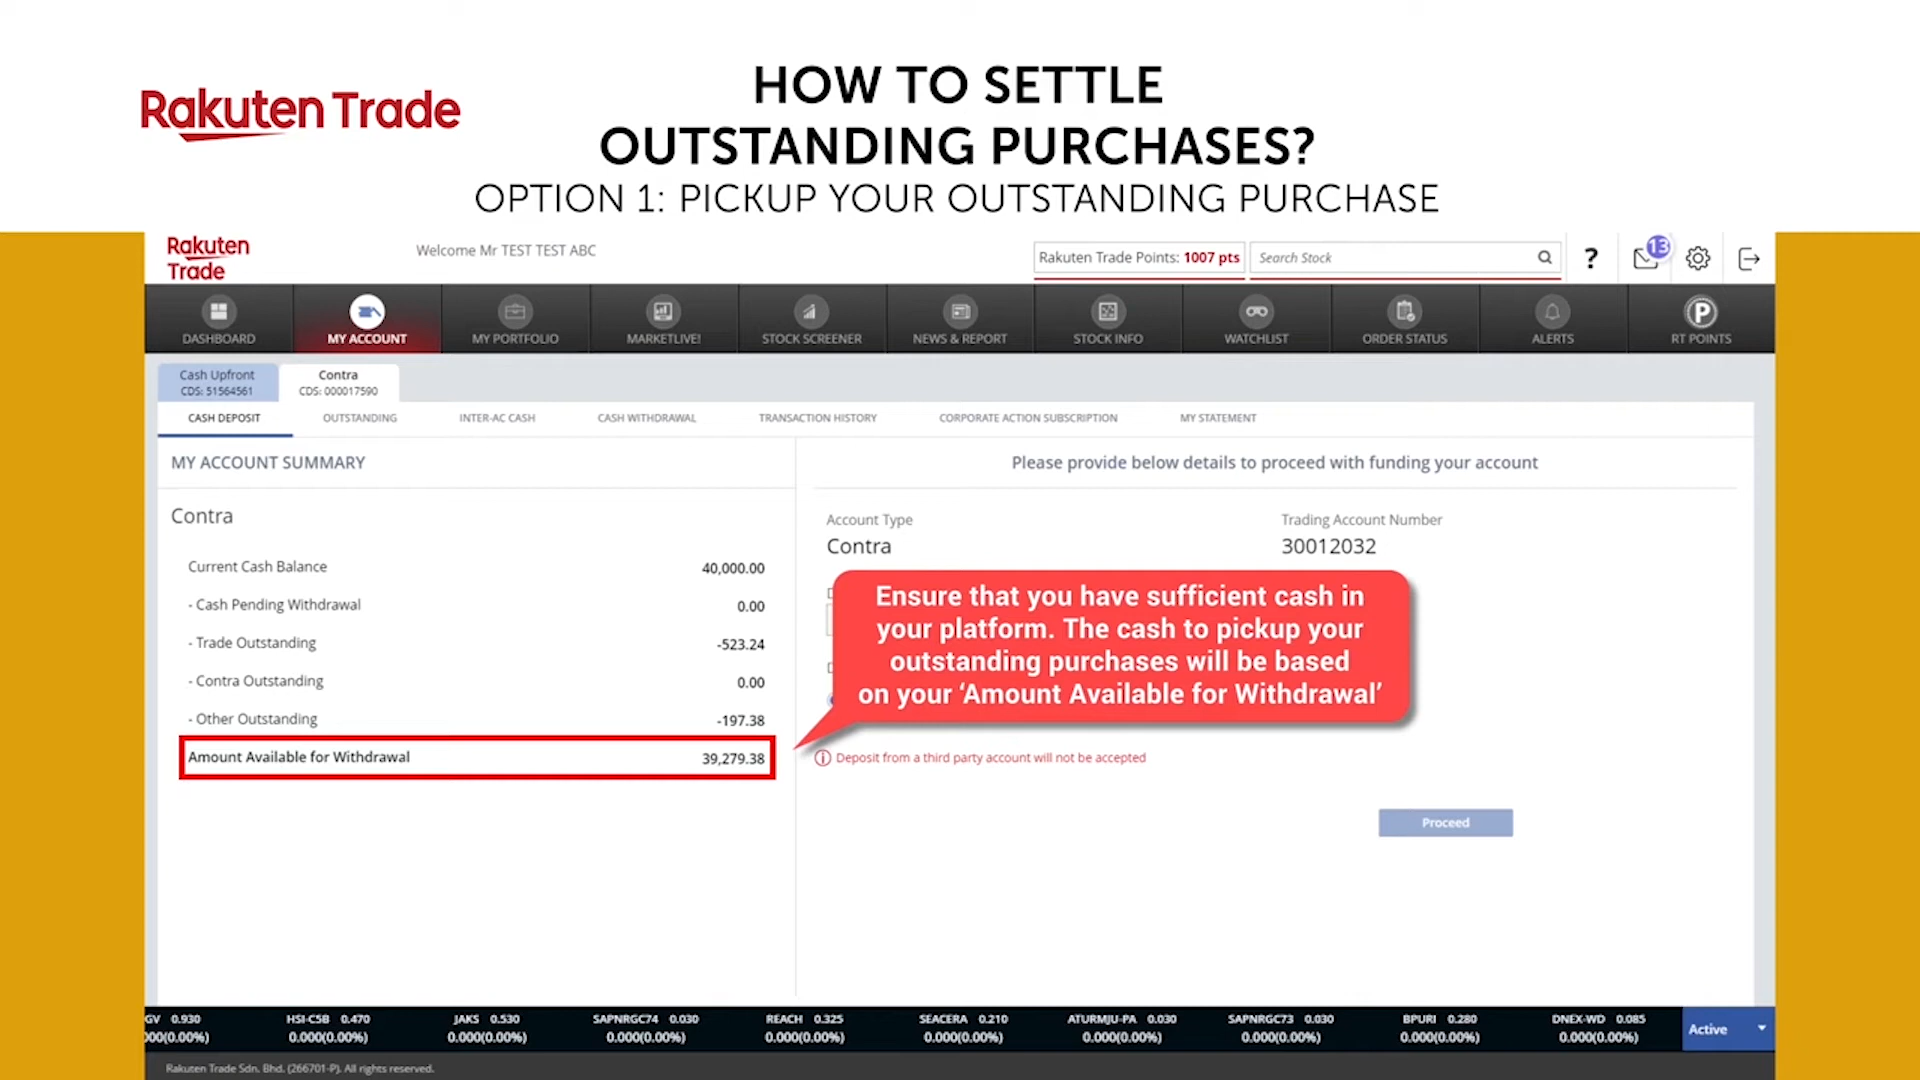 Rakuten Trade
HOW TO SETTLE
OUTSTANDING PURCHASES?
OPTION 1: PICKUP YOUR OUTSTANDING PURCHASE
Rakuten
Trade
Welcome Mr TEST TEST ABC
Rakuten Trade Points: 1007 pts
Search Stock
?
13
DASHBOARD
MY ACCOUNT
MY PORTFOLIO
MARKETLIVE!
STOCK SCREENER
NEWS & REPORT
STOCK INFO
WATCHLIST
ORDER STATUS
ALERTS
P
RT POINTS
Cash Upfront
CDS: 51564561
Contra
CDS: 000017590
CASH DEPOSIT
OUTSTANDING
INTER-AC CASH
CASH WITHDRAWAL
TRANSACTION HISTORY
CORPORATE ACTION SUBSCRIPTION
MY STATEMENT
MY ACCOUNT SUMMARY
Please provide below details to proceed with funding your account
Contra
Current Cash Balance 40,000.00
- Cash Pending Withdrawal 0.00
- Trade Outstanding -523.24
- Contra Outstanding 0.00
- Other Outstanding -197.38
Amount Available for Withdrawal 39,279.38
Account Type
Contra
Trading Account Number
30012032
Ensure that you have sufficient cash in
your platform. The cash to pickup your
outstanding purchases will be based
on your ‘Amount Available for Withdrawal’
Deposit from a third party account will not be accepted
Proceed
GV 0.930 HSI-C5B 0.470 JAKS 0.530 SAPNRGC74 0.030 REACH 0.325 SEACERA 0.210 ATURMJU-PA 0.030 SAPNRGC73 0.030 BPURI 0.280 DNEX-WD 0.085
000(0.00%) 0.000(0.00%) 0.000(0.00%) 0.000(0.00%) 0.000(0.00%) 0.000(0.00%) 0.000(0.00%) 0.000(0.00%) 0.000(0.00%) 0.000(0.00%)
Active
Rakuten Trade Sdn. Bhd. (266701-P). All rights reserved.